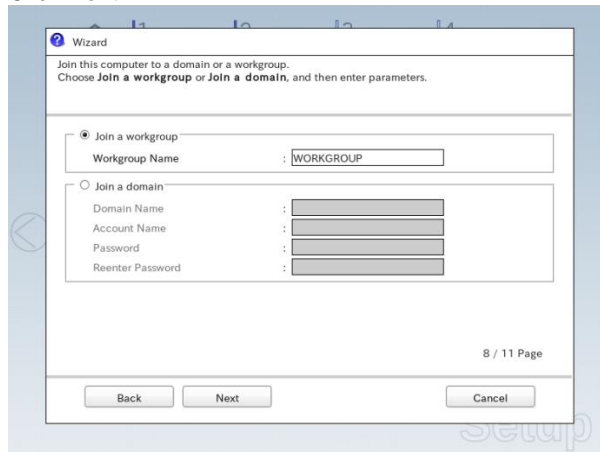 Wizard
Join this computer to a domain or a workgroup.
Choose Join a workgroup or Join a domain, and then enter parameters.
Join a workgroup
Workgroup Name : WORKGROUP
Join a domain
Domain Name :
Account Name :
Password :
Reenter Password :
8 / 11 Page
Back Next Cancel
Setup